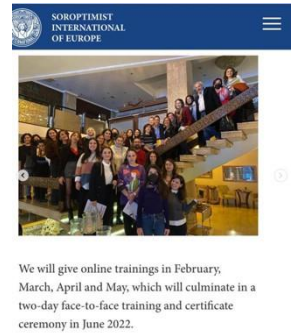 SOROPTIMIST
INTERNATIONAL
OF EUROPE
We will give online trainings in February,
March, April and May, which will culminate in a
two-day face-to-face training and certificate
ceremony in June 2022.